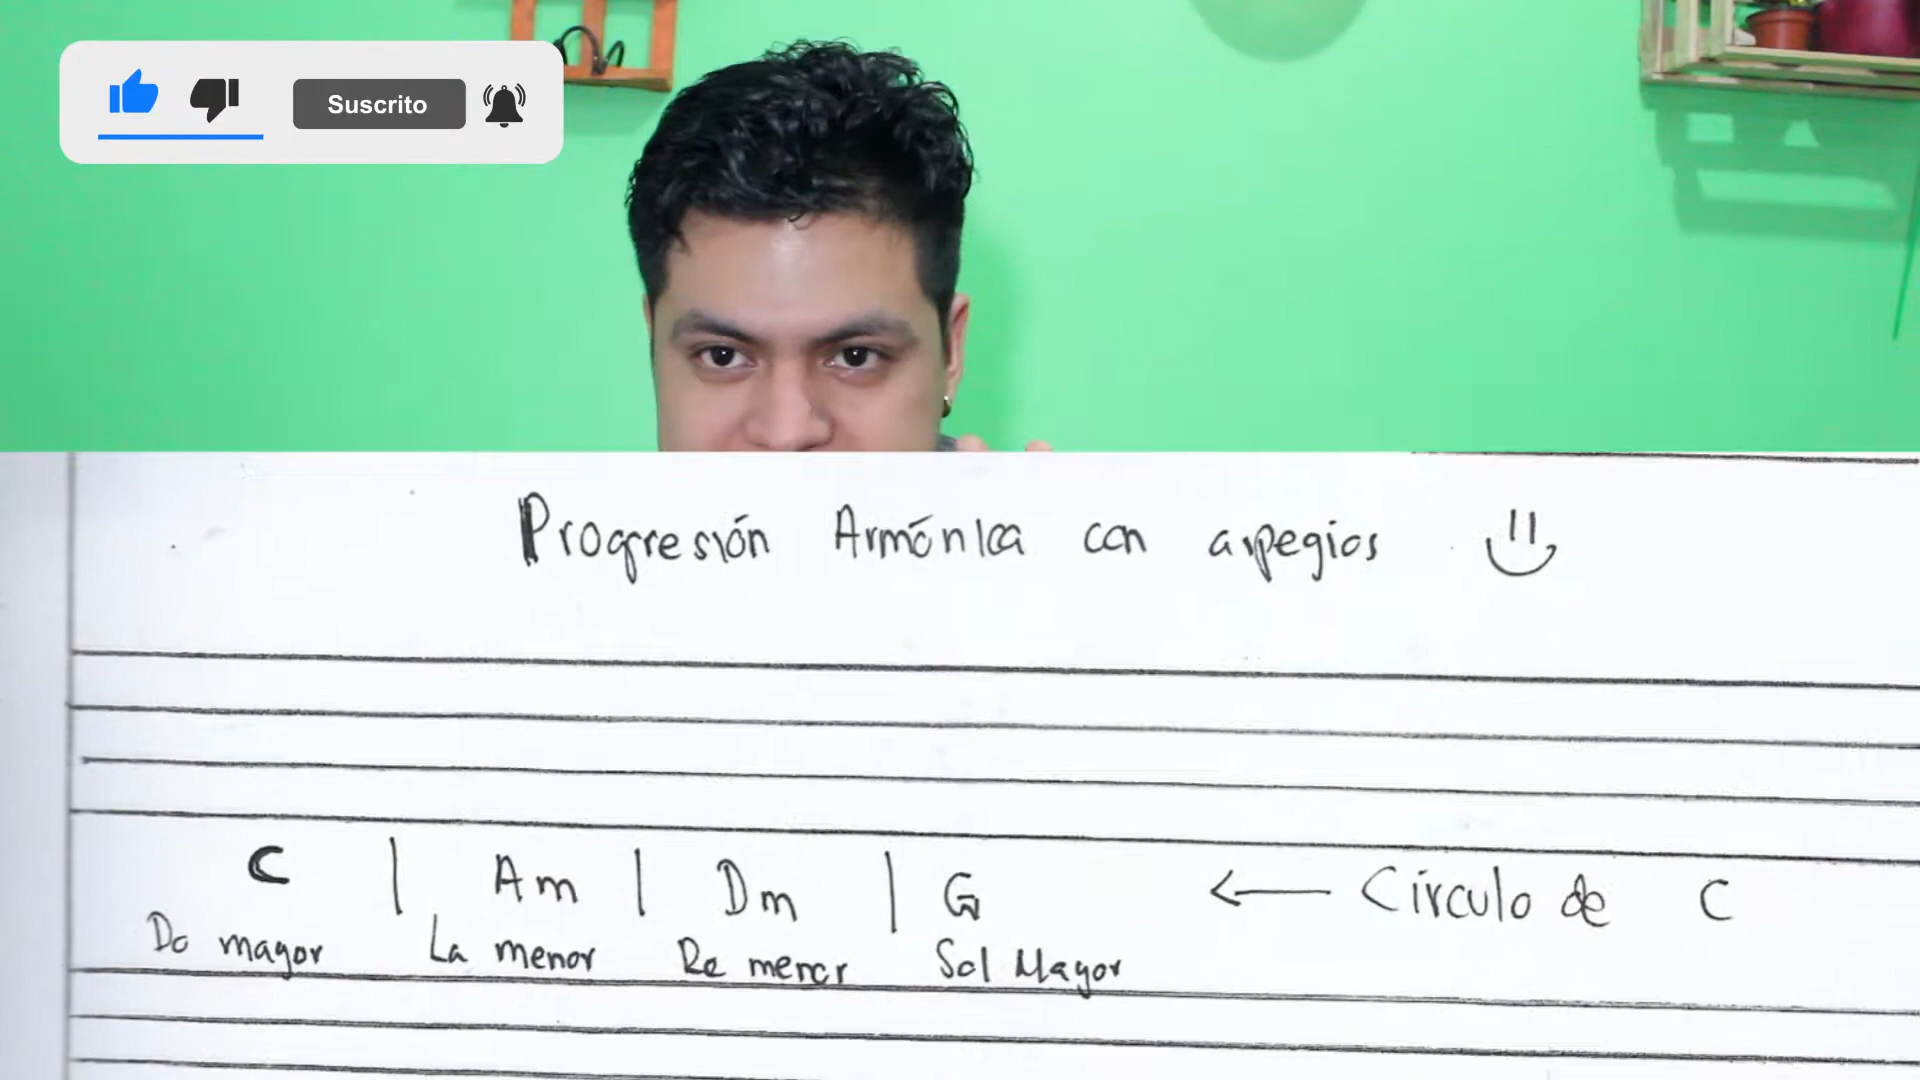 Suscrito
Progresión Armónica con arpegios
C | Am | Dm | G ← Círculo de C
Do mayor La menor Re menor Sol Mayor